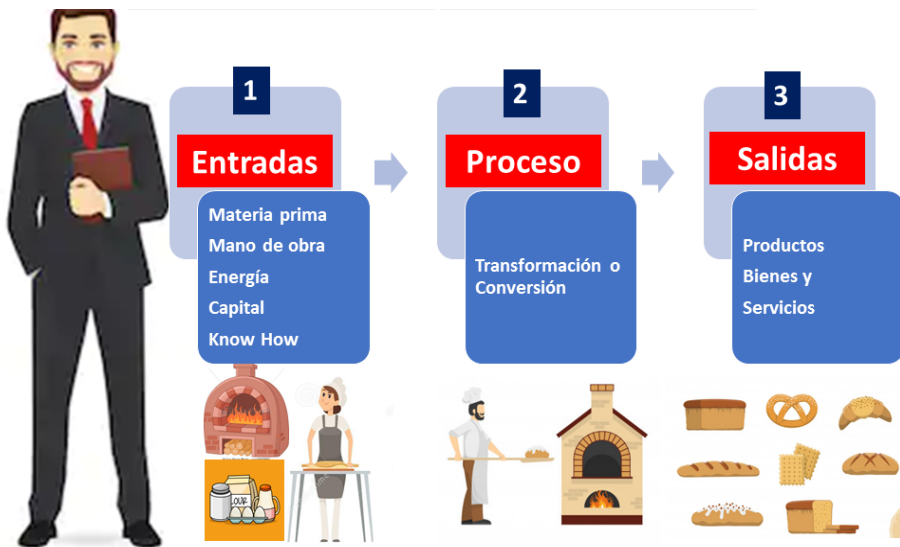 1
Entradas
Materia prima
Mano de obra
Energía
Capital
Know How
2
Proceso
Transformación o
Conversión
3
Salidas
Productos
Bienes y
Servicios
LOUR